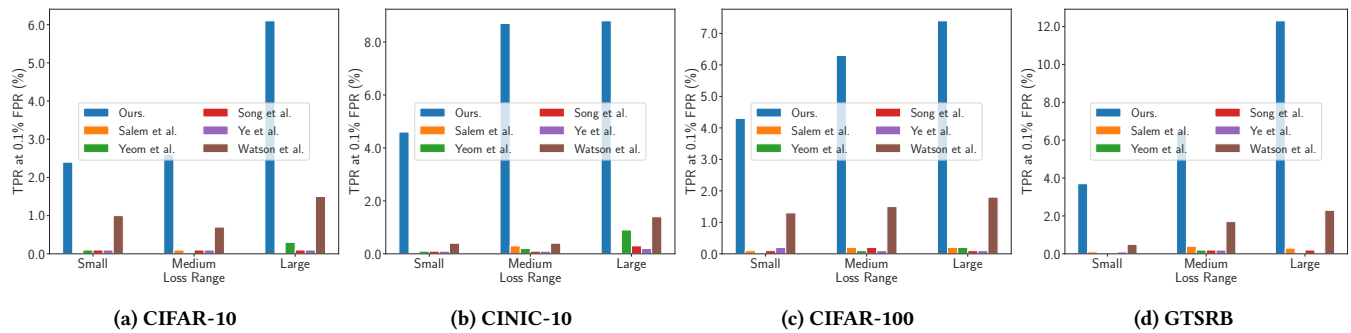 TPR at 0.1% FPR (%)
6.0
5.0
4.0
3.0
2.0
1.0
0.0
Ours.
Salem et al.
Yeom et al.
Song et al.
Ye et al.
Watson et al.
Small Medium Large
Loss Range
(a) CIFAR-10
TPR at 0.1% FPR (%)
8.0
6.0
4.0
2.0
0.0
Ours.
Salem et al.
Yeom et al.
Song et al.
Ye et al.
Watson et al.
Small Medium Large
Loss Range
(b) CINIC-10
TPR at 0.1% FPR (%)
7.0
6.0
5.0
4.0
3.0
2.0
1.0
0.0
Ours.
Salem et al.
Yeom et al.
Song et al.
Ye et al.
Watson et al.
Small Medium Large
Loss Range
(c) CIFAR-100
TPR at 0.1% FPR (%)
12.0
10.0
8.0
6.0
4.0
2.0
0.0
Ours.
Salem et al.
Yeom et al.
Song et al.
Ye et al.
Watson et al.
Small Medium Large
Loss Range
(d) GTSRB